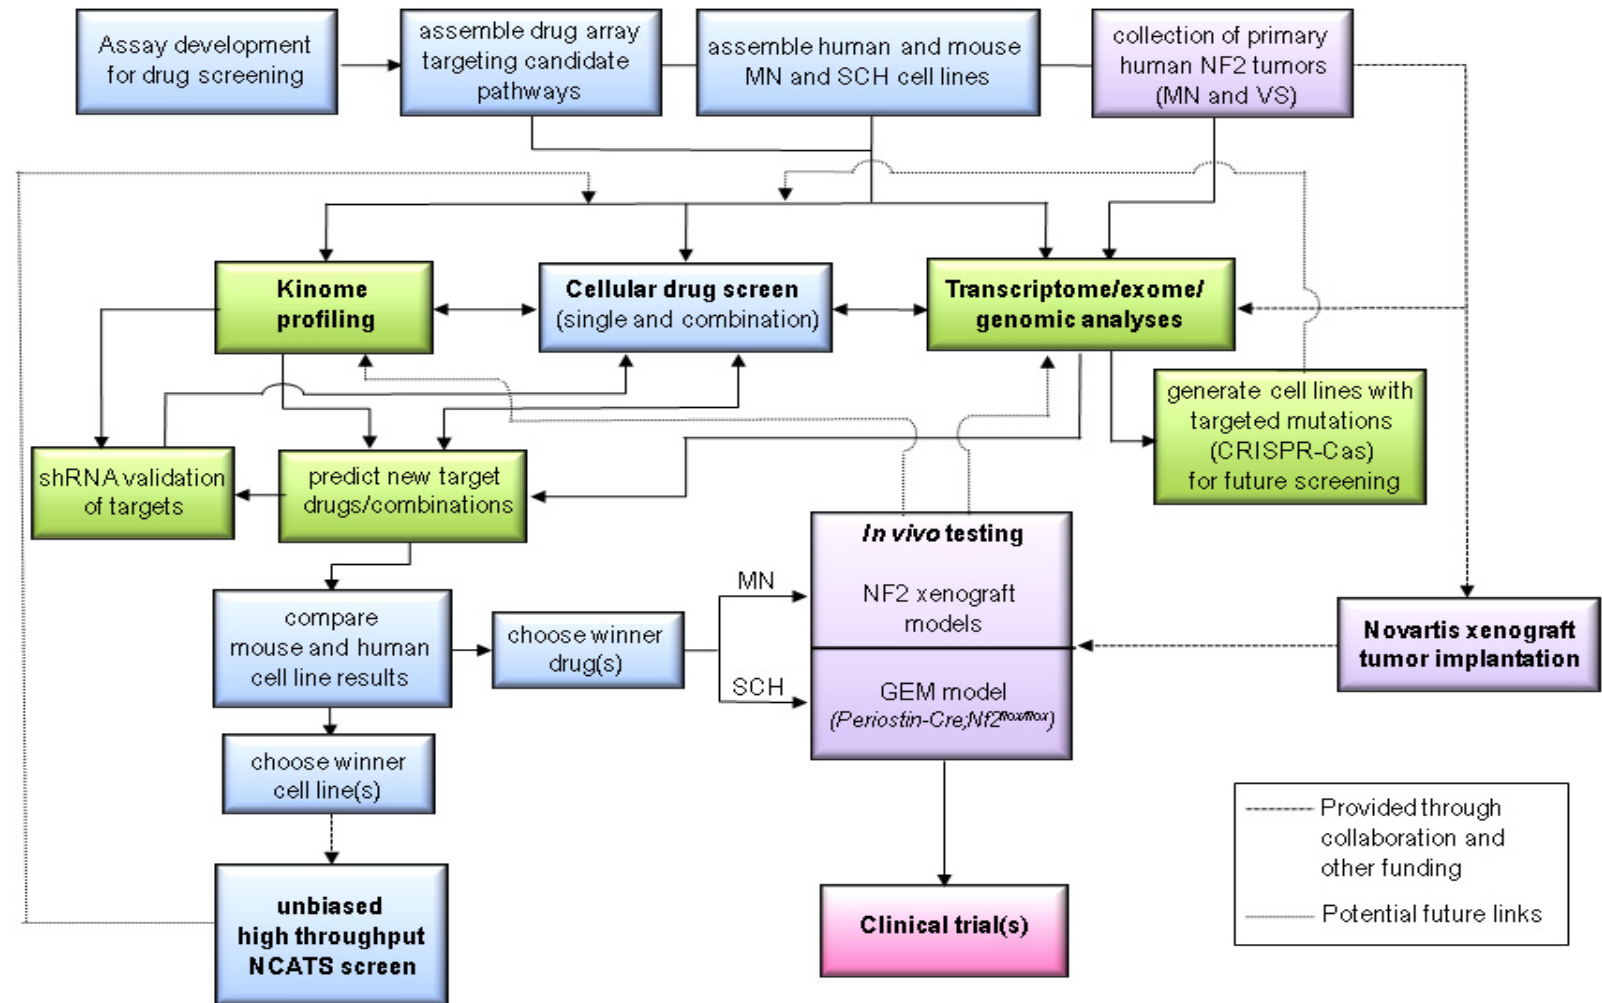 Assay development
for drug screening
assemble drug array
targeting candidate
pathways
assemble human and mouse
MN and SCH cell lines
collection of primary
human NF2 tumors
(MN and VS)
Kinome
profiling
Cellular drug screen
(single and combination)
Transcriptome/exome/
genomic analyses
generate cell lines with
targeted mutations
(CRISPR-Cas)
for future screening
shRNA validation
of targets
predict new target
drugs/combinations
In vivo testing
NF2 xenograft
models
GEM model
(Periostin-Cre;Nf2flox/flox)
MN
SCH
compare
mouse and human
cell line results
choose winner
drug(s)
Novartis xenograft
tumor implantation
choose winner
cell line(s)
unbiased
high throughput
NCATS screen
Clinical trial(s)
Provided through
collaboration and
other funding
Potential future links